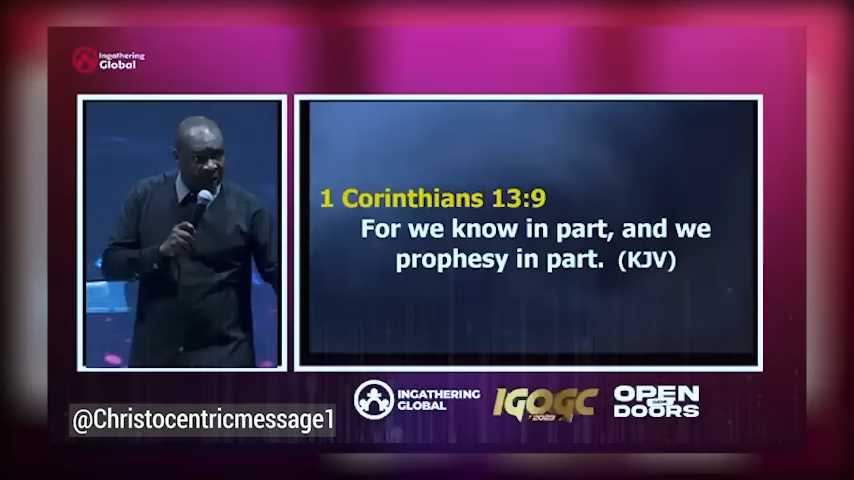 Ingathering
Global
1 Corinthians 13:9
For we know in part, and we
prophesy in part. (KJV)
INGATHERING
GLOBAL
IGOGC
2023
OPEN
DOORS
@Christocentricmessage1